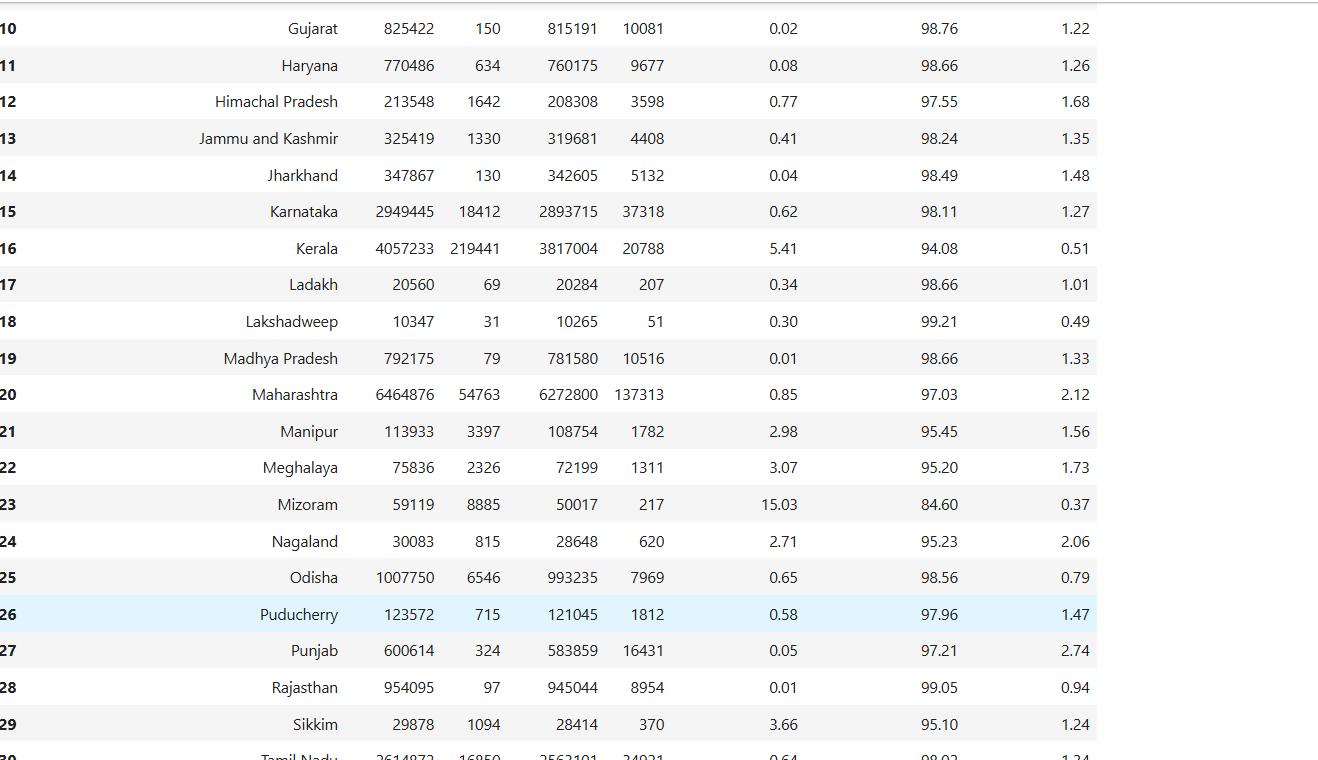 10 Gujarat 825422 150 815191 10081 0.02 98.76 1.22
11 Haryana 770486 634 760175 9677 0.08 98.66 1.26
12 Himachal Pradesh 213548 1642 208308 3598 0.77 97.55 1.68
13 Jammu and Kashmir 325419 1330 319681 4408 0.41 98.24 1.35
14 Jharkhand 347867 130 342605 5132 0.04 98.49 1.48
15 Karnataka 2949445 18412 2893715 37318 0.62 98.11 1.27
16 Kerala 4057233 219441 3817004 20788 5.41 94.08 0.51
17 Ladakh 20560 69 20284 207 0.34 98.66 1.01
18 Lakshadweep 10347 31 10265 51 0.30 99.21 0.49
19 Madhya Pradesh 792175 79 781580 10516 0.01 98.66 1.33
20 Maharashtra 6464876 54763 6272800 137313 0.85 97.03 2.12
21 Manipur 113933 3397 108754 1782 2.98 95.45 1.56
22 Meghalaya 75836 2326 72199 1311 3.07 95.20 1.73
23 Mizoram 59119 8885 50017 217 15.03 84.60 0.37
24 Nagaland 30083 815 28648 620 2.71 95.23 2.06
25 Odisha 1007750 6546 993235 7969 0.65 98.56 0.79
26 Puducherry 123572 715 121045 1812 0.58 97.96 1.47
27 Punjab 600614 324 583859 16431 0.05 97.21 2.74
28 Rajasthan 954095 97 945044 8954 0.01 99.05 0.94
29 Sikkim 29878 1094 28414 370 3.66 95.10 1.24
30 Tamil Nadu